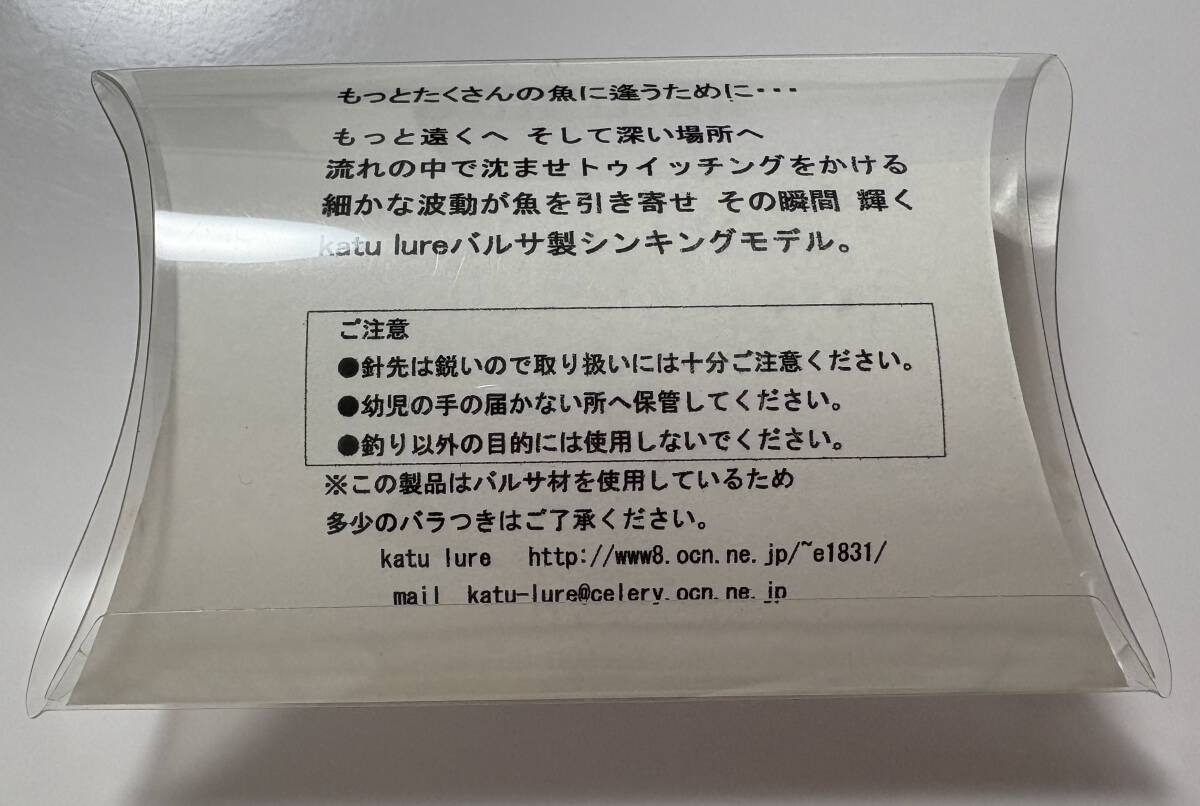 もっとたくさんの魚に逢うために・・・
もっと遠くへ そして深い場所へ
流れの中で沈ませトゥイッチングをかける
細かな波動が魚を引き寄せ その瞬間 輝く
katu lureバルサ製シンキングモデル。
ご注意
●針先は鋭いので取り扱いには十分ご注意ください。
●幼児の手の届かない所へ保管してください。
●釣り以外の目的には使用しないでください。
※この製品はバルサ材を使用しているため
多少のバラつきはご了承ください。
katu lure http://www8.ocn.ne.jp/~e1831/
mail katu-lure@celery.ocn.ne.jp